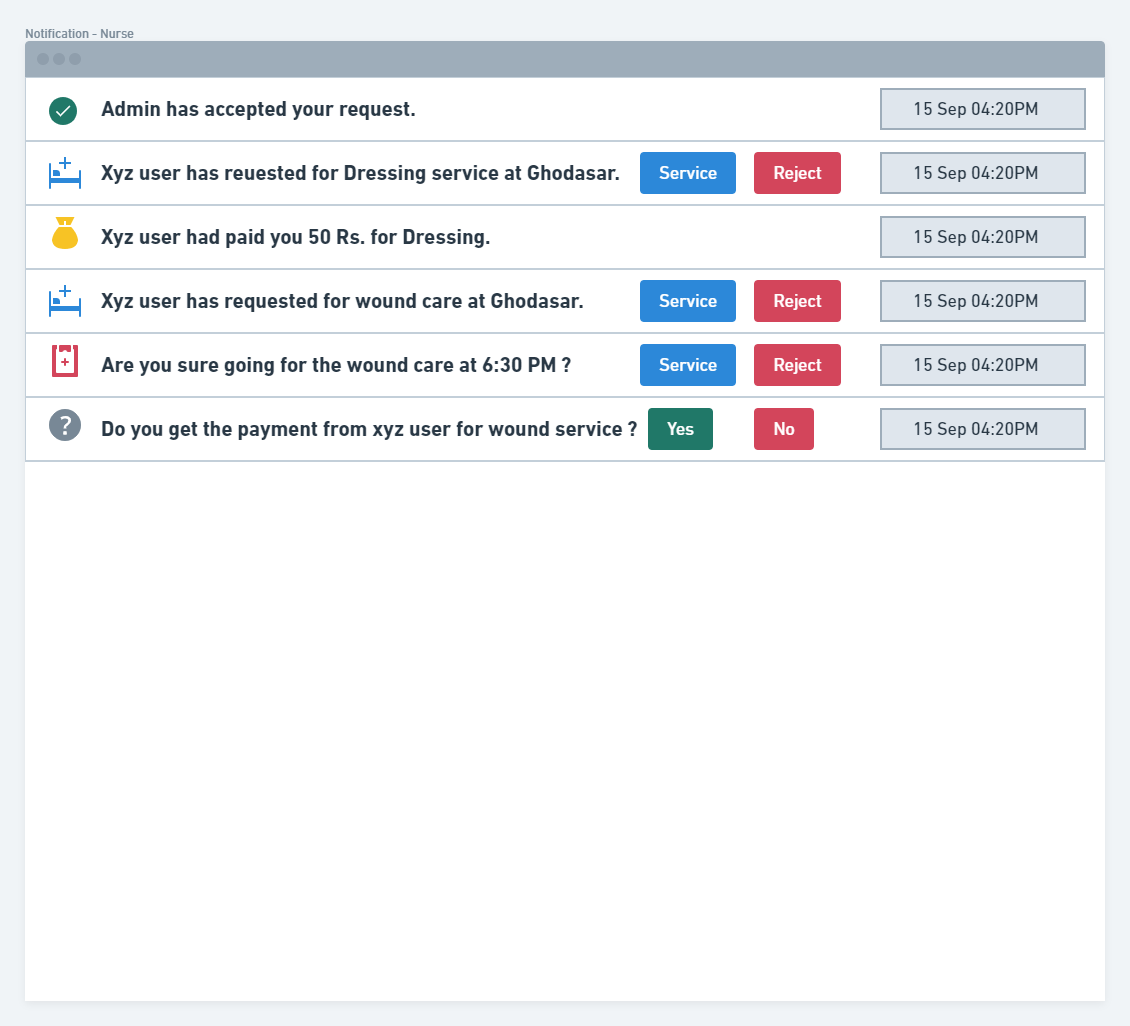 Notification - Nurse
Admin has accepted your request. 15 Sep 04:20PM
Xyz user has reuested for Dressing service at Ghodasar. Service Reject 15 Sep 04:20PM
Xyz user had paid you 50 Rs. for Dressing. 15 Sep 04:20PM
Xyz user has requested for wound care at Ghodasar. Service Reject 15 Sep 04:20PM
Are you sure going for the wound care at 6:30 PM ? Service Reject 15 Sep 04:20PM
Do you get the payment from xyz user for wound service ? Yes No 15 Sep 04:20PM